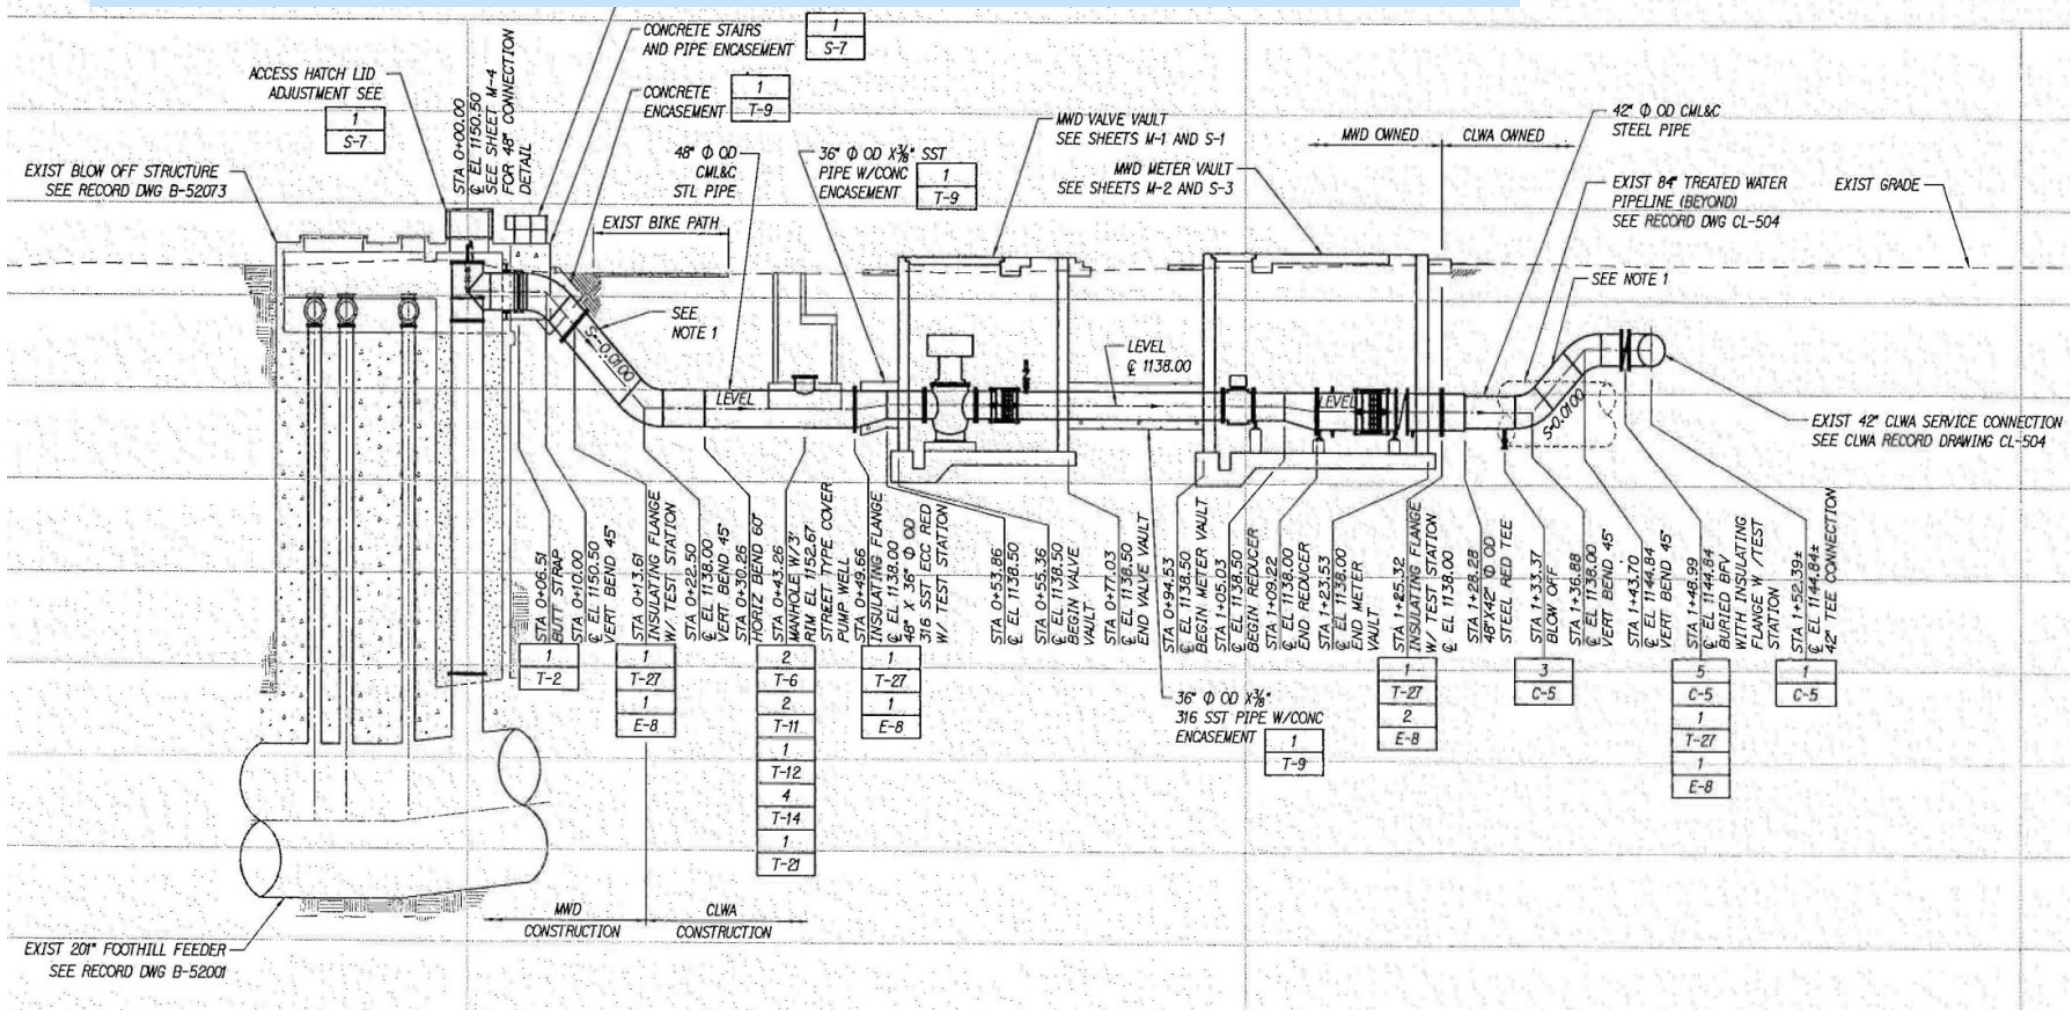 CONCRETE STAIRS
AND PIPE ENCASEMENT
1
S-7
ACCESS HATCH LID
ADJUSTMENT SEE
1
S-7
STA 0+00.00
℄ EL 1150.50
SEE SHEET M-4
FOR 48" CONNECTION
DETAIL
CONCRETE
ENCASEMENT
1
T-9
EXIST BLOW OFF STRUCTURE
SEE RECORD DWG B-52073
48" Φ OD
CML&C
STL PIPE
36" Φ OD X⅜" SST
PIPE W/CONC
ENCASEMENT
1
T-9
MWD VALVE VAULT
SEE SHEETS M-1 AND S-1
MWD METER VAULT
SEE SHEETS M-2 AND S-3
MWD OWNED
CLWA OWNED
42" Φ OD CML&C
STEEL PIPE
EXIST 84" TREATED WATER
PIPELINE (BEYOND)
SEE RECORD DWG CL-504
EXIST GRADE
EXIST BIKE PATH
SEE NOTE 1
SEE
NOTE 1
S=0.0100
LEVEL
LEVEL
℄ 1138.00
LEVEL
S=0.0100
EXIST 42" CLWA SERVICE CONNECTION
SEE CLWA RECORD DRAWING CL-504
STA 0+06.51
BUTT STRAP
1
T-2
STA 0+10.00
℄ EL 1150.50
VERT BEND 45°
STA 0+13.61
INSULATING FLANGE
W/ TEST STATION
1
T-27
1
E-8
STA 0+22.50
℄ EL 1138.00
VERT BEND 45°
STA 0+30.26
HORIZ BEND 60°
STA 0+43.26
MANHOLE W/3'
RIM EL 1152.67
STREET TYPE COVER
PUMP WELL
2
T-6
2
T-11
1
T-12
4
T-14
1
T-21
STA 0+49.66
INSULATING FLANGE
℄ EL 1138.00
48" X 36" Φ OD
316 SST ECC RED
W/ TEST STATION
1
T-27
1
E-8
STA 0+53.86
℄ EL 1138.50
STA 0+55.36
℄ EL 1138.50
BEGIN VALVE
VAULT
STA 0+77.03
℄ EL 1138.50
END VALVE VAULT
STA 0+94.53
℄ EL 1138.50
BEGIN METER VAULT
STA 1+05.03
℄ EL 1138.50
BEGIN REDUCER
STA 1+09.22
℄ EL 1138.00
END REDUCER
STA 1+23.53
℄ EL 1138.00
END METER
VAULT
STA 1+25.32
INSULATING FLANGE
W/ TEST STATION
℄ EL 1138.00
1
T-27
2
E-8
STA 1+28.28
48"X42" Φ OD
STEEL RED TEE
STA 1+33.37
BLOW OFF
3
C-5
STA 1+36.88
℄ EL 1138.00
VERT BEND 45°
STA 1+43.70
℄ EL 1144.84
VERT BEND 45°
STA 1+48.99
℄ EL 1144.84
BURIED BFV
WITH INSULATING
FLANGE W /TEST
STATION
5
C-5
1
T-27
1
E-8
STA 1+52.39±
℄ EL 1144.84±
42" TEE CONNECTION
1
C-5
36" Φ OD X⅜"
316 SST PIPE W/CONC
ENCASEMENT
1
T-9
MWD
CONSTRUCTION
CLWA
CONSTRUCTION
EXIST 201" FOOTHILL FEEDER
SEE RECORD DWG B-52001